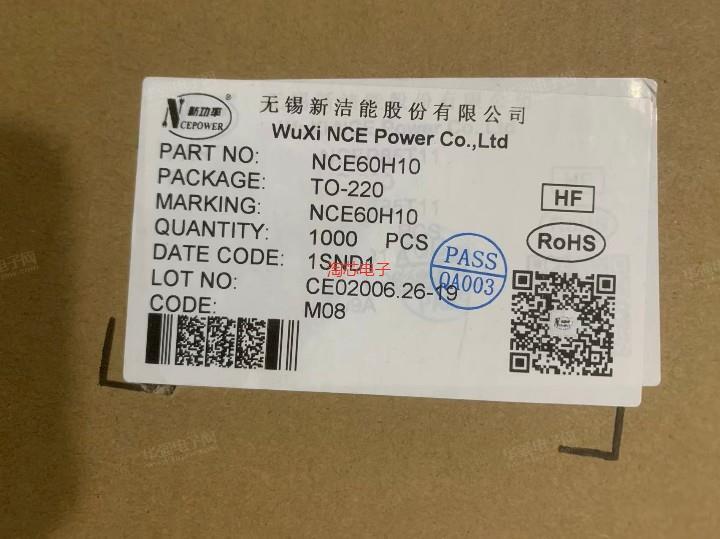 新功率 ®
NCEPOWER
无锡新洁能股份有限公司
WuXi NCE Power Co.,Ltd
PART NO: NCE60H10
PACKAGE: TO-220
MARKING: NCE60H10
QUANTITY: 1000 PCS
DATE CODE: 1SND1
LOT NO: CE02006.26-19
CODE: M08
HF
RoHS
PASS
QA003
淘芯电子